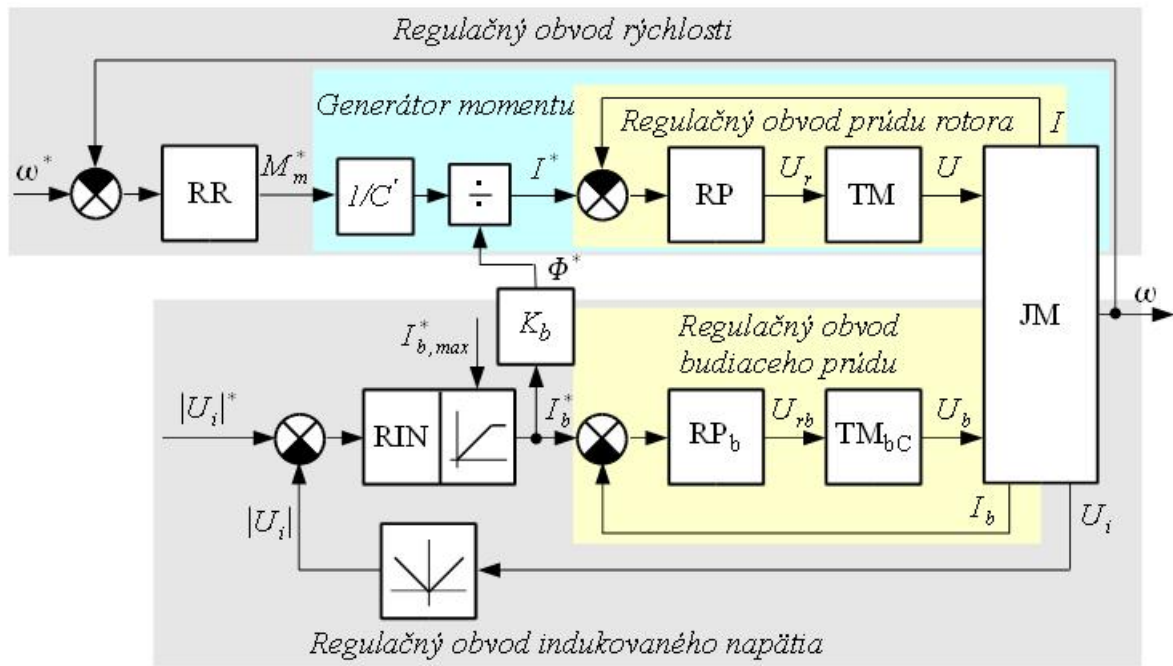 Regulačný obvod rýchlosti
Generátor momentu
Regulačný obvod prúdu rotora
I
ω*
RR
M*m
1/C'
÷
I*
RP
Ur
TM
U
Φ*
Kb
JM
ω
I*b,max
Regulačný obvod
budiaceho prúdu
|Ui|*
RIN
I*b
RPb
Urb
TMbC
Ub
|Ui|
Ib
Ui
Regulačný obvod indukovaného napätia